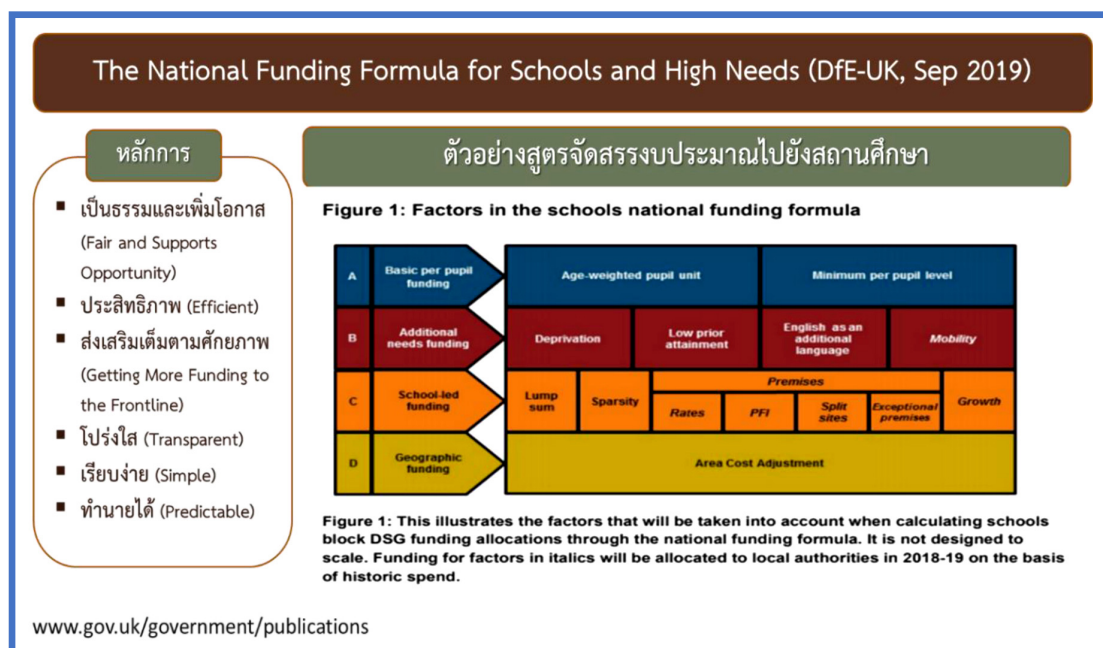 The National Funding Formula for Schools and High Needs (DfE-UK, Sep 2019)
หลักการ
▪ เป็นธรรมและเพิ่มโอกาส
(Fair and Supports
Opportunity)
▪ ประสิทธิภาพ (Efficient)
▪ ส่งเสริมเต็มตามศักยภาพ
(Getting More Funding to
the Frontline)
▪ โปร่งใส (Transparent)
▪ เรียบง่าย (Simple)
▪ ทำนายได้ (Predictable)
ตัวอย่างสูตรจัดสรรงบประมาณไปยังสถานศึกษา
Figure 1: Factors in the schools national funding formula
A
Basic per pupil
funding
Age-weighted pupil unit
Minimum per pupil level
B
Additional
needs funding
Deprivation
Low prior
attainment
English as an
additional
language
Mobility
C
School-led
funding
Lump
sum
Sparsity
Premises
Rates
PFI
Split
sites
Exceptional
premises
Growth
D
Geographic
funding
Area Cost Adjustment
Figure 1: This illustrates the factors that will be taken into account when calculating schools
block DSG funding allocations through the national funding formula. It is not designed to
scale. Funding for factors in italics will be allocated to local authorities in 2018-19 on the basis
of historic spend.
www.gov.uk/government/publications